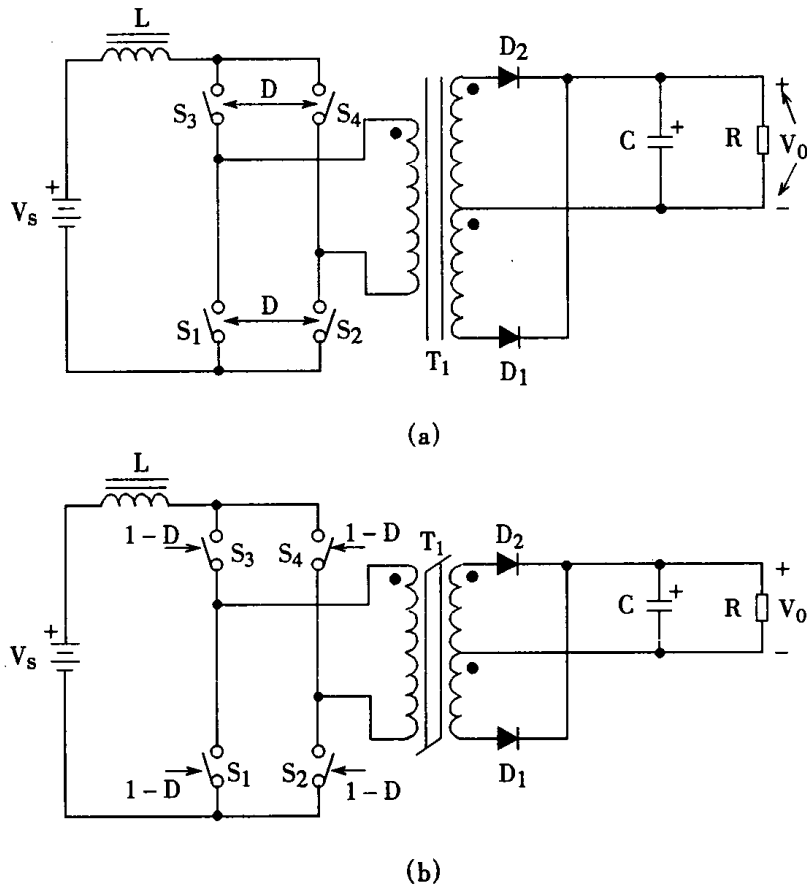 L
D₂
D
S₃
S₄
+
C
+
R
V₀
+
Vₛ
−
D
S₁
S₂
T₁
D₁
(a)
L
1 − D
S₃
S₄
1 − D
T₁
D₂
+
C
+
R
V₀
+
Vₛ
−
S₁
S₂
D₁
1 − D
1 − D
(b)